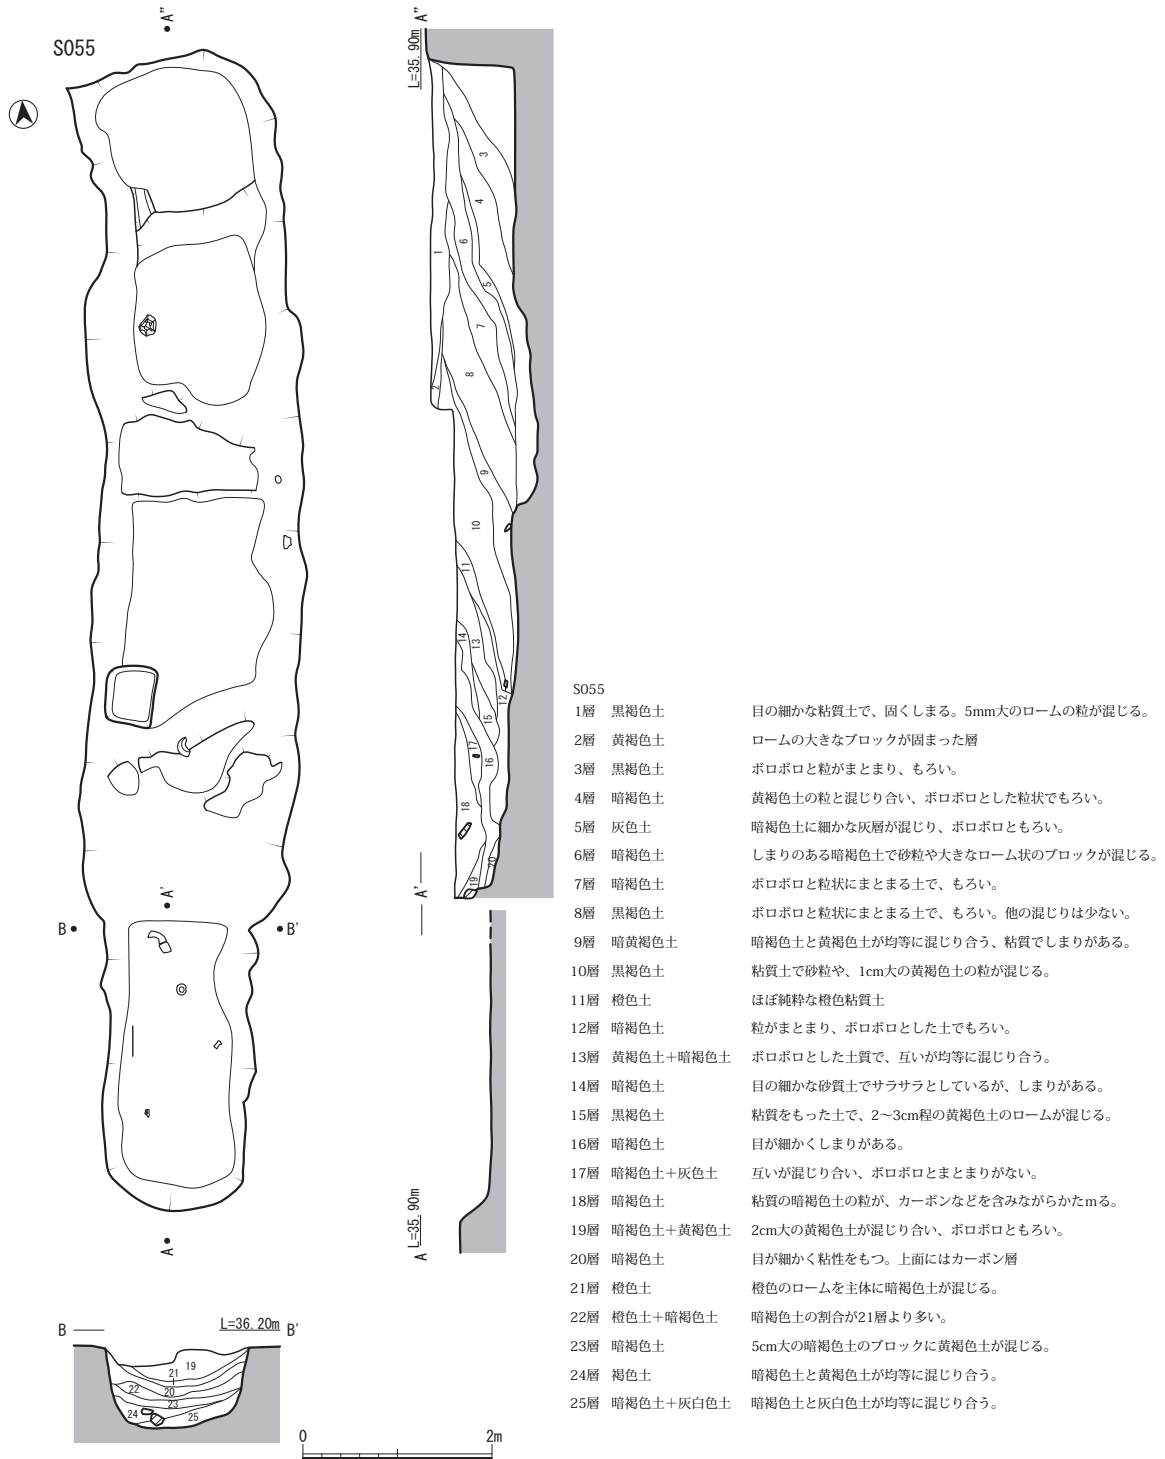 S055
A"
A'
B
B'
A
L=35.90m
A"
1
2
3
4
5
6
7
8
9
10
11
12
13
14
15
16
17
18
19
20
A'
L=35.90m
A
B
L=36.20m
B'
19
21
22
20
23
24
25
0
2m
S055
1層 黒褐色土 目の細かな粘質土で、固くしまる。5mm大のロームの粒が混じる。
2層 黄褐色土 ロームの大きなブロックが固まった層
3層 黒褐色土 ボロボロと粒がまとまり、もろい。
4層 暗褐色土 黄褐色土の粒と混じり合い、ボロボロとした粒状でもろい。
5層 灰色土 暗褐色土に細かな灰層が混じり、ボロボロともろい。
6層 暗褐色土 しまりのある暗褐色土で砂粒や大きなローム状のブロックが混じる。
7層 暗褐色土 ボロボロと粒状にまとまる土で、もろい。
8層 黒褐色土 ボロボロと粒状にまとまる土で、もろい。他の混じりは少ない。
9層 暗黄褐色土 暗褐色土と黄褐色土が均等に混じり合う、粘質でしまりがある。
10層 黒褐色土 粘質土で砂粒や、1cm大の黄褐色土の粒が混じる。
11層 橙色土 ほぼ純粋な橙色粘質土
12層 暗褐色土 粒がまとまり、ボロボロとした土でもろい。
13層 黄褐色土＋暗褐色土 ボロボロとした土質で、互いが均等に混じり合う。
14層 暗褐色土 目の細かな砂質土でサラサラとしているが、しまりがある。
15層 黒褐色土 粘質をもった土で、2～3cm程の黄褐色土のロームが混じる。
16層 暗褐色土 目が細かくしまりがある。
17層 暗褐色土＋灰色土 互いが混じり合い、ボロボロとまとまりがない。
18層 暗褐色土 粘質の暗褐色土の粒が、カーボンなどを含みながらかたmる。
19層 暗褐色土＋黄褐色土 2cm大の黄褐色土が混じり合い、ボロボロともろい。
20層 暗褐色土 目が細かく粘性をもつ。上面にはカーボン層
21層 橙色土 橙色のロームを主体に暗褐色土が混じる。
22層 橙色土＋暗褐色土 暗褐色土の割合が21層より多い。
23層 暗褐色土 5cm大の暗褐色土のブロックに黄褐色土が混じる。
24層 褐色土 暗褐色土と黄褐色土が均等に混じり合う。
25層 暗褐色土＋灰白色土 暗褐色土と灰白色土が均等に混じり合う。